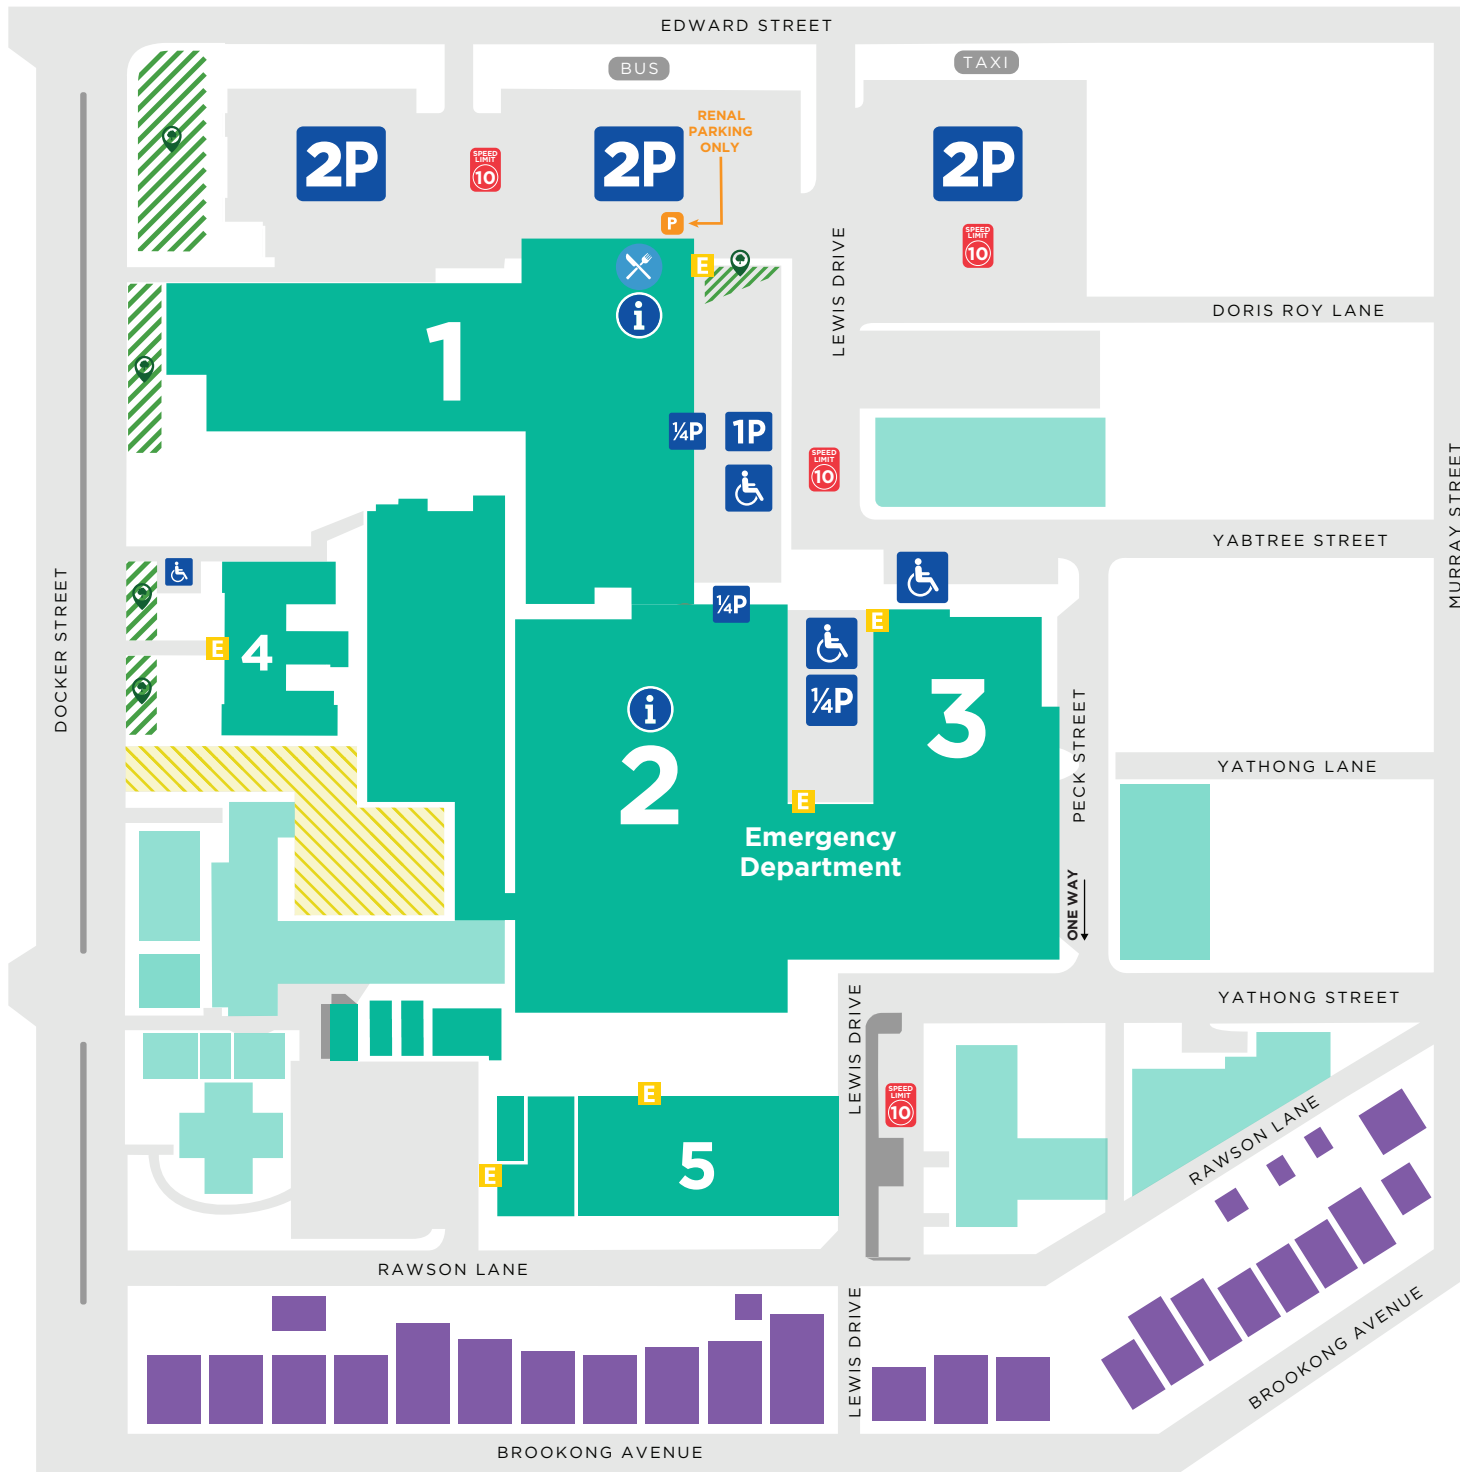 EDWARD STREET
BUS
TAXI
2P
2P
2P
RENAL
PARKING
ONLY
SPEED
LIMIT
10
P
SPEED
LIMIT
10
E
i
LEWIS DRIVE
DORIS ROY LANE
1
¼P
1P
SPEED
LIMIT
10
YABTREE STREET
MURRAY STREET
DOCKER STREET
¼P
E
E
4
i
¼P
2
3
PECK STREET
YATHONG LANE
E
Emergency
Department
ONE WAY
YATHONG STREET
LEWIS DRIVE
SPEED
LIMIT
10
E
E
5
RAWSON LANE
RAWSON LANE
LEWIS DRIVE
BROOKONG AVENUE
BROOKONG AVENUE